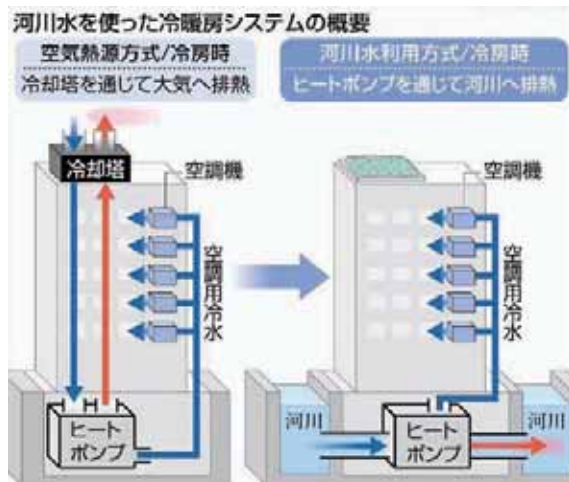 河川水を使った冷暖房システムの概要
空気熱源方式/冷房時
冷却塔を通じて大気へ排熱
河川水利用方式/冷房時
ヒートポンプを通じて河川へ排熱
冷却塔
空調機
空調用冷水
ヒート
ポンプ
空調機
空調用冷水
河川
ヒート
ポンプ
河川